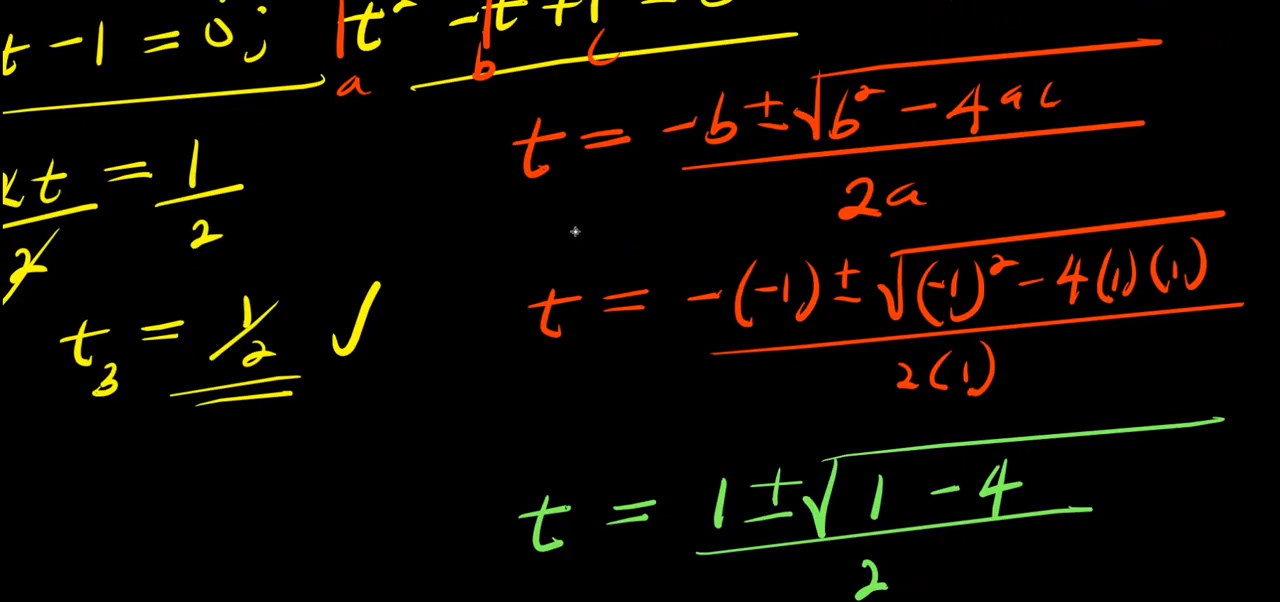 t - 1 = 0; 1t² - t + 1 = 0
a b c
t = 1/2
2
t₃ = 1/2 ✓
t = (-b ± √(b² - 4ac))/2a
t = (-(-1) ± √((-1)² - 4(1)(1)))/2(1)
t = (1 ± √(1 - 4))/2